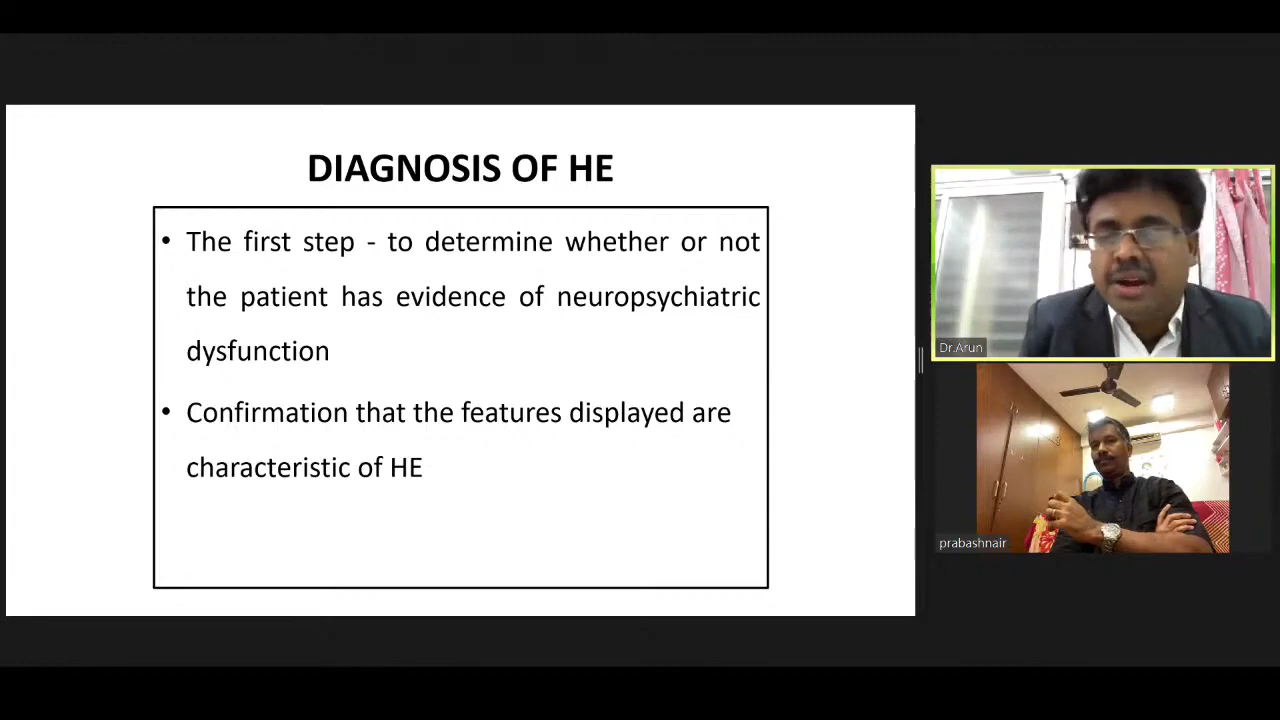 DIAGNOSIS OF HE
• The first step - to determine whether or not
the patient has evidence of neuropsychiatric
dysfunction
• Confirmation that the features displayed are
characteristic of HE
Dr.Arun
prabashnair